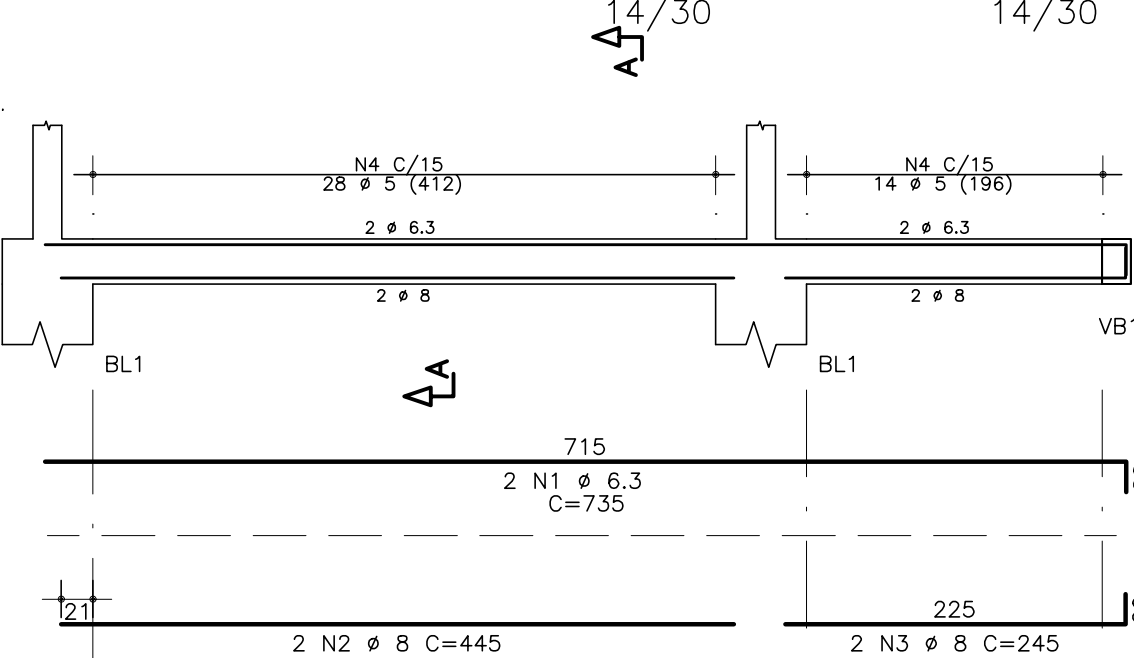 14/30
14/30
A
N4 C/15
28 ø 5 (412)
N4 C/15
14 ø 5 (196)
2 ø 6.3
2 ø 6.3
2 ø 8
2 ø 8
VB1
BL1
BL1
A
715
2 N1 ø 6.3
C=735
21
225
2 N2 ø 8 C=445
2 N3 ø 8 C=245